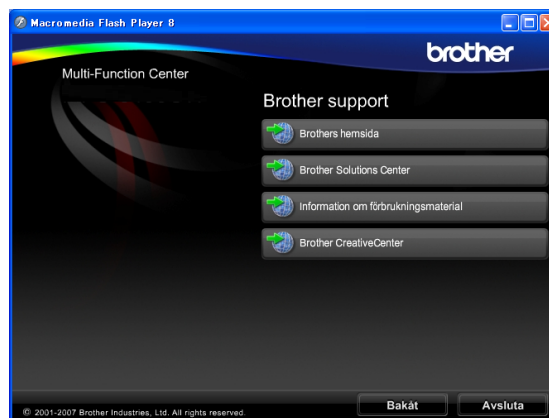 Macromedia Flash Player 8
brother
Multi-Function Center
Brother support
Brothers hemsida
Brother Solutions Center
Information om förbrukningsmaterial
Brother CreativeCenter
© 2001-2007 Brother Industries, Ltd. All rights reserved.
Bakåt
Avsluta